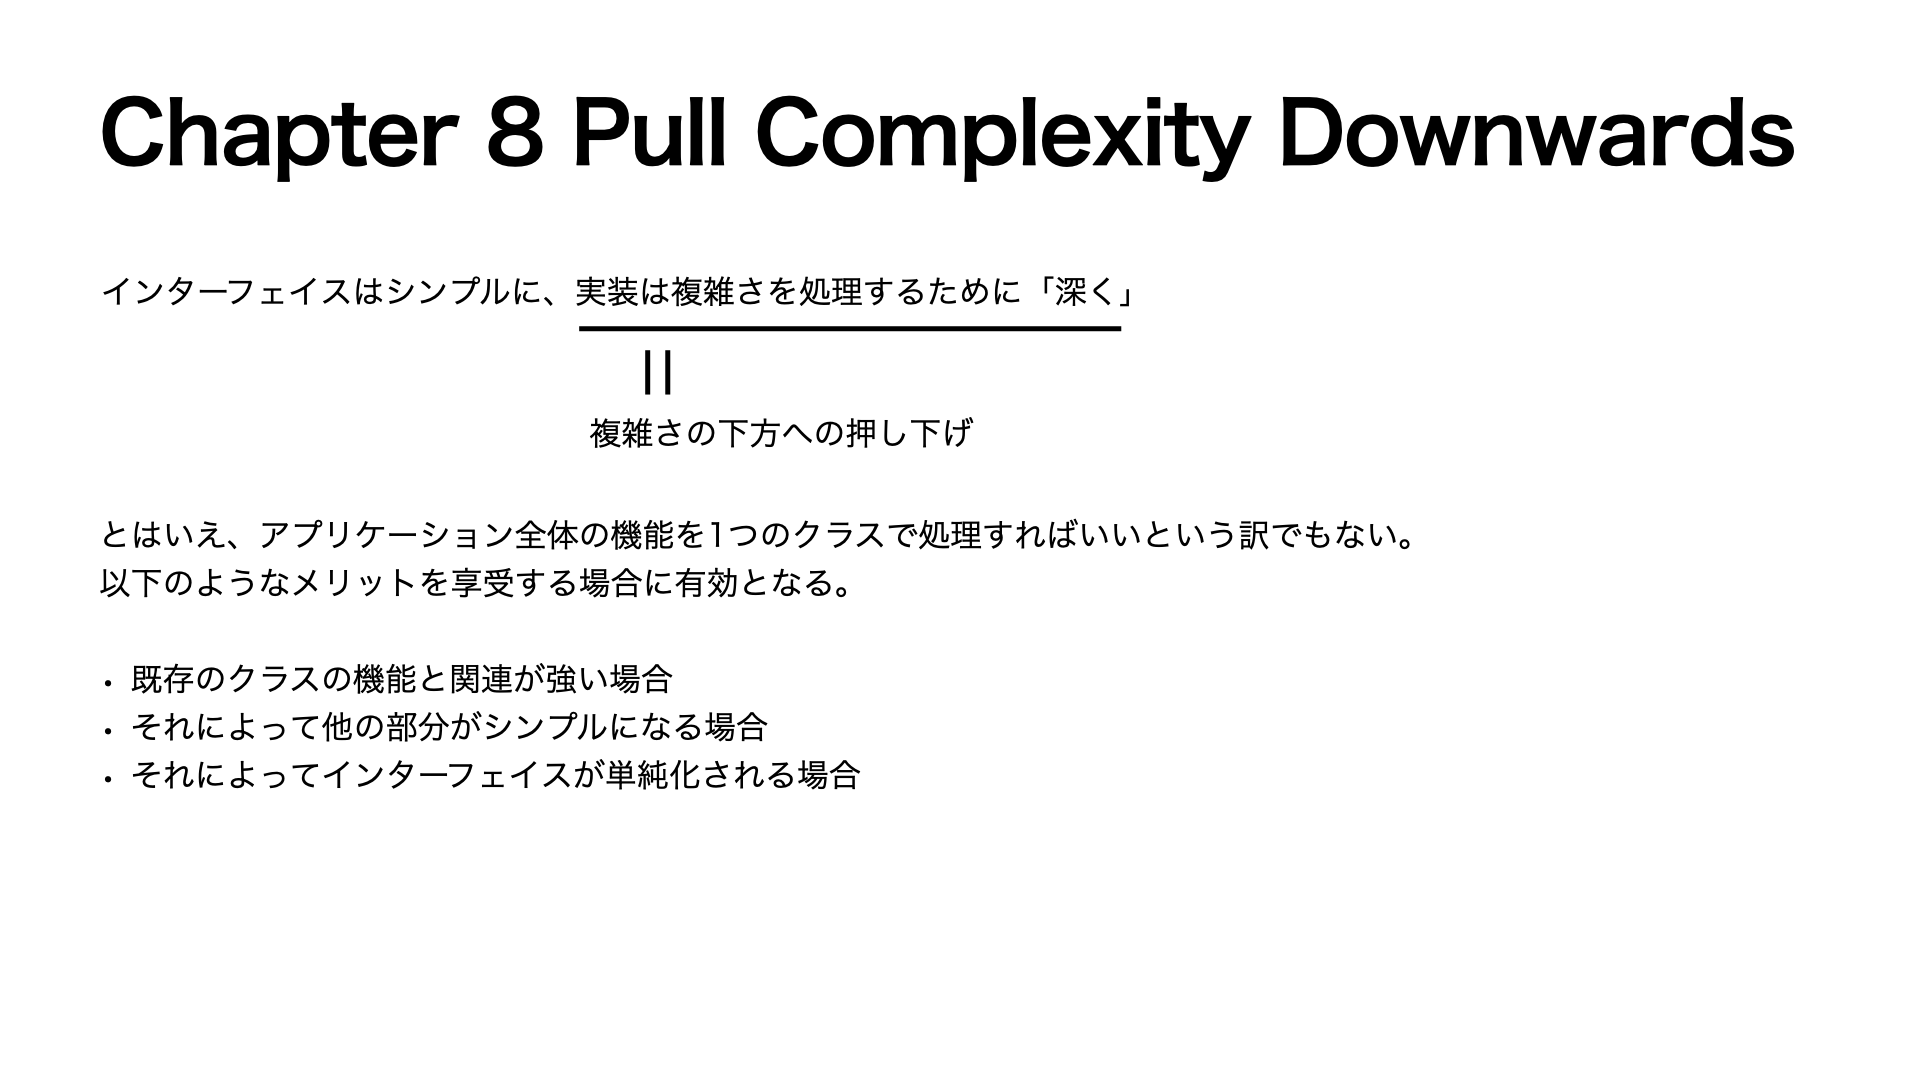 Chapter 8 Pull Complexity Downwards
インターフェイスはシンプルに、実装は複雑さを処理するために「深く」
複雑さの下方への押し下げ
とはいえ、アプリケーション全体の機能を1つのクラスで処理すればいいという訳でもない。
以下のようなメリットを享受する場合に有効となる。
・既存のクラスの機能と関連が強い場合
・それによって他の部分がシンプルになる場合
・それによってインターフェイスが単純化される場合